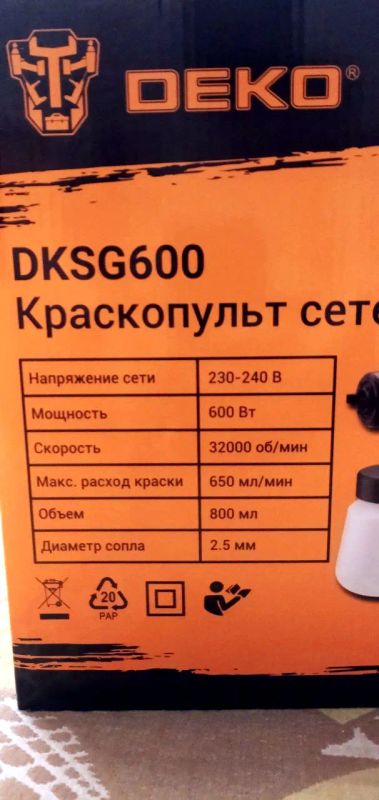 DEKO®
DKSG600
Краскопульт сете
Напряжение сети 230-240 В
Мощность 600 Вт
Скорость 32000 об/мин
Макс. расход краски 650 мл/мин
Объем 800 мл
Диаметр сопла 2.5 мм
20
PAP